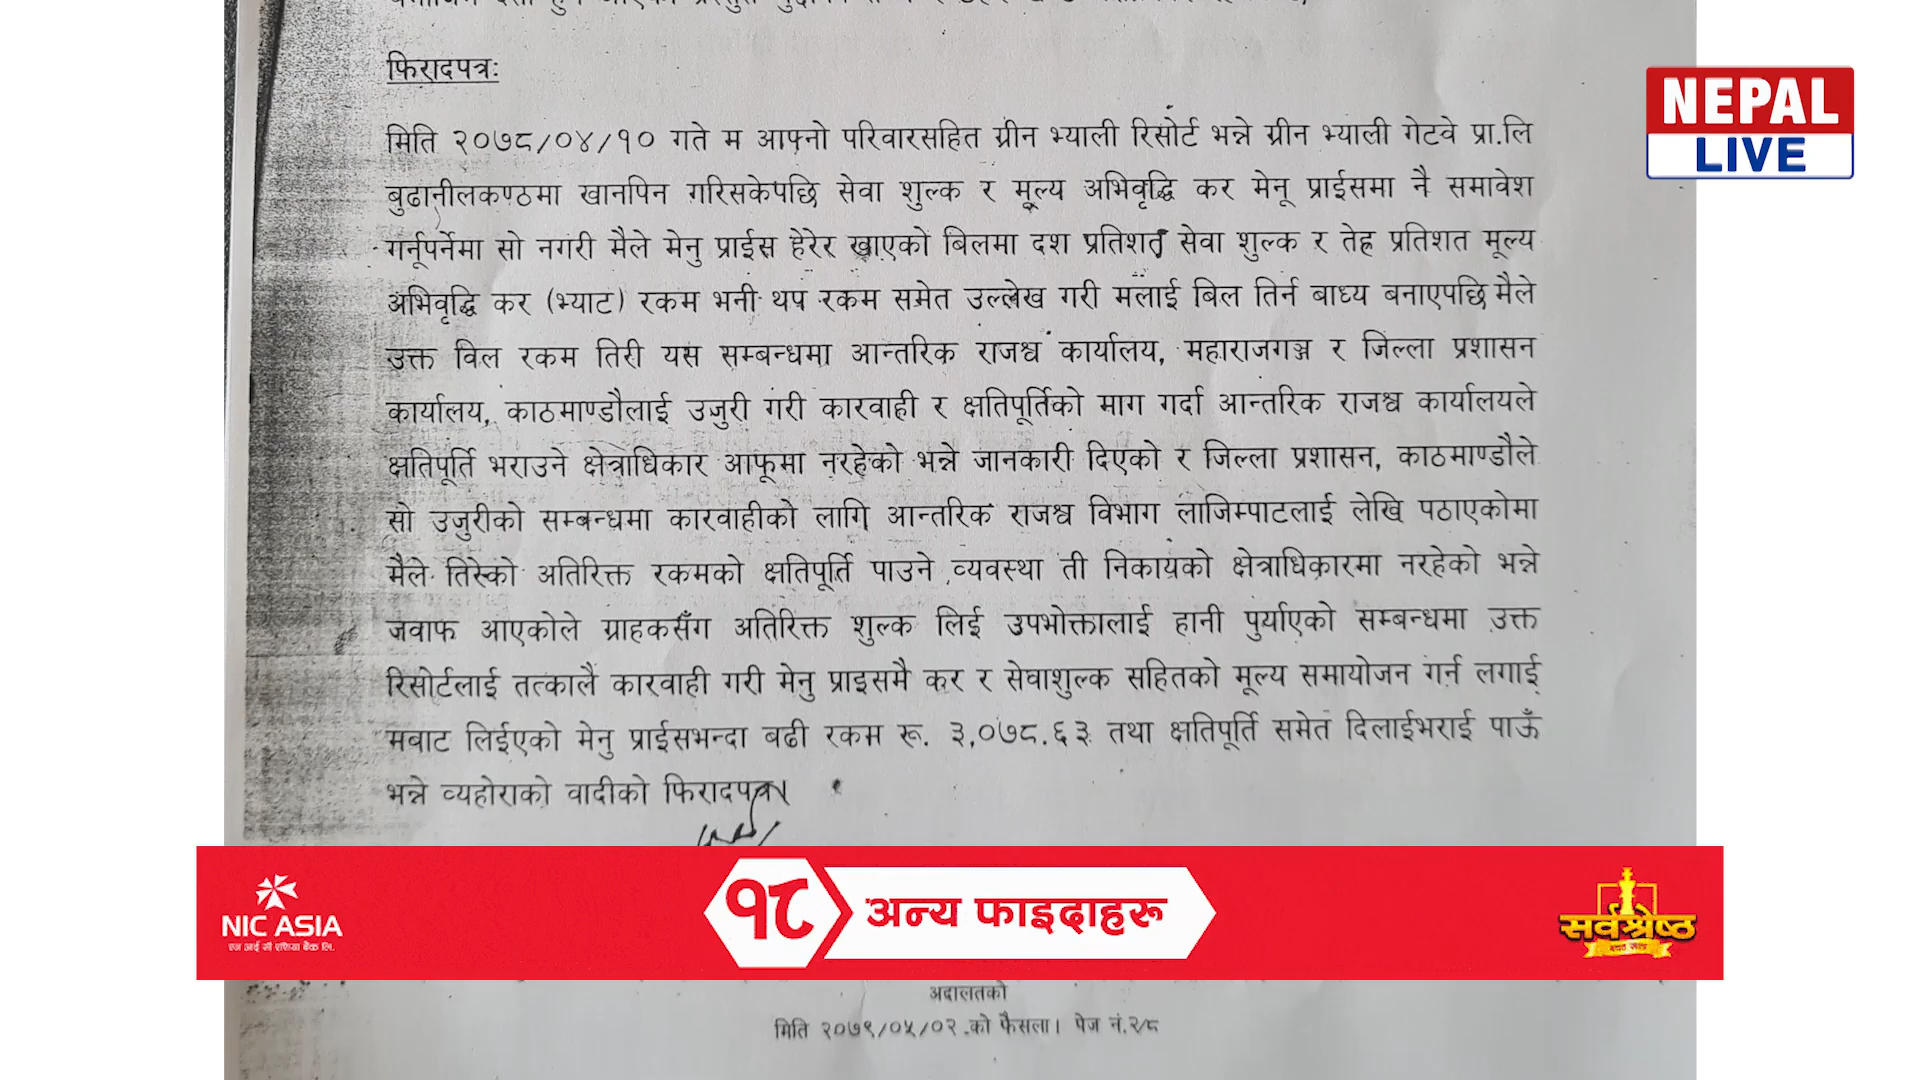 फिरादपत्रः
मिति २०७८/०४/१० गते म आफ्नो परिवारसहित ग्रीन भ्याली रिसोर्ट भन्ने ग्रीन भ्याली गेटवे प्रा.लि
बुढानीलकण्ठमा खानपिन गरिसकेपछि सेवा शुल्क र मूल्य अभिवृद्धि कर मेनू प्राईसमा नै समावेश
गर्नूपर्नेमा सो नगरी मैले मेनु प्राईस हेरेर खाएको बिलमा दश प्रतिशत सेवा शुल्क र तेह्र प्रतिशत मूल्य
अभिवृद्धि कर (भ्याट) रकम भनी थप रकम समेत उल्लेख गरी मलाई बिल तिर्न बाध्य बनाएपछि मैले
उक्त विल रकम तिरी यस सम्बन्धमा आन्तरिक राजश्व कार्यालय, महाराजगञ्ज र जिल्ला प्रशासन
कार्यालय, काठमाण्डौलाई उजुरी गरी कारवाही र क्षतिपूर्तिको माग गर्दा आन्तरिक राजश्व कार्यालयले
क्षतिपूर्ति भराउने क्षेत्राधिकार आफूमा नरहेको भन्ने जानकारी दिएको र जिल्ला प्रशासन, काठमाण्डौले
सो उजुरीको सम्बन्धमा कारवाहीको लागि आन्तरिक राजश्व विभाग लाजिम्पाटलाई लेखि पठाएकोमा
मैले तिरेको अतिरिक्त रकमको क्षतिपूर्ति पाउने व्यवस्था ती निकायको क्षेत्राधिकारमा नरहेको भन्ने
जवाफ आएकोले ग्राहकसँग अतिरिक्त शुल्क लिई उपभोक्तालाई हानी पुर्याएको सम्बन्धमा उक्त
रिसोर्टलाई तत्कालै कारवाही गरी मेनु प्राइसमै कर र सेवाशुल्क सहितको मूल्य समायोजन गर्न लगाई
मबाट लिईएको मेनु प्राईसभन्दा बढी रकम रू. ३,०७८.६३ तथा क्षतिपूर्ति समेत दिलाईभराई पाऊँ
भन्ने व्यहोराको वादीको फिरादपत्र।
NEPAL
LIVE
NIC ASIA
एन आई सी एशिया बैंक लि.
१८ अन्य फाइदाहरू
सर्वश्रेष्ठ
बचत खाता
अदालतको
मिति २०७९/०५/०२ को फैसला। पेज नं.२/८